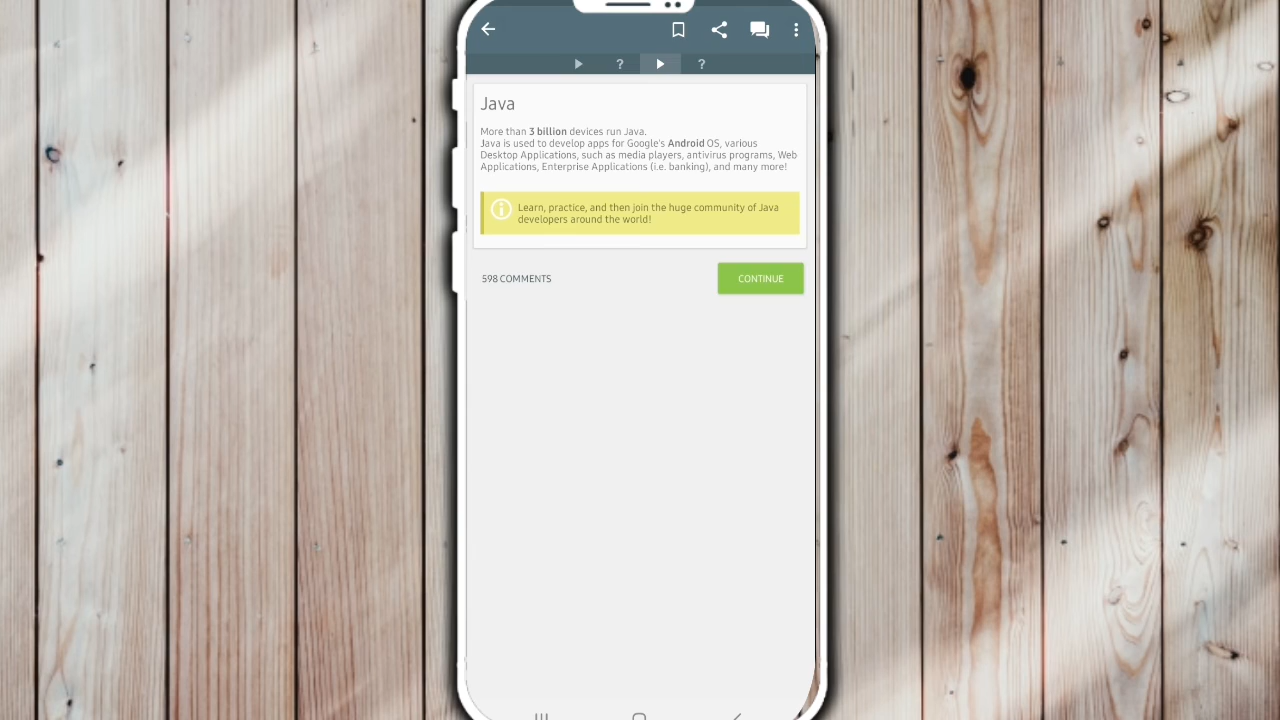 ?
?
Java
More than 3 billion devices run Java.
Java is used to develop apps for Google's Android OS, various
Desktop Applications, such as media players, antivirus programs, Web
Applications, Enterprise Applications (i.e. banking), and many more!
Learn, practice, and then join the huge community of Java
developers around the world!
598 COMMENTS
CONTINUE